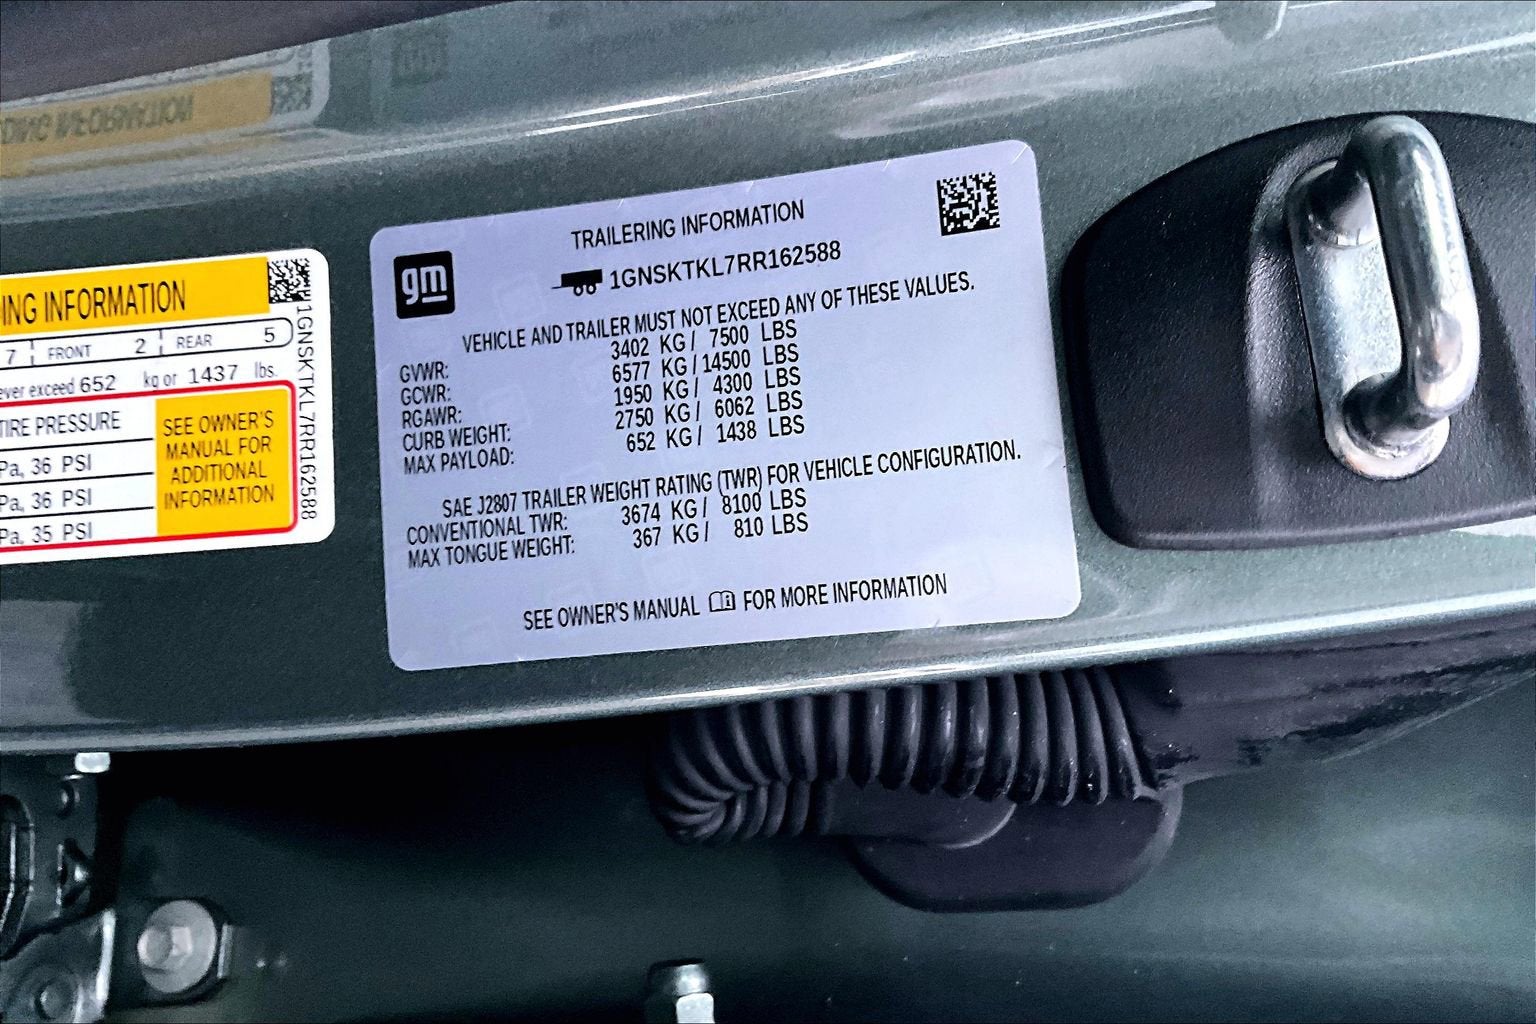 ING INFORMATION
7 FRONT 2 REAR 5
ever exceed 652 kg or 1437 lbs.
TIRE PRESSURE
Pa, 36 PSI
Pa, 36 PSI
Pa, 35 PSI
SEE OWNER'S
MANUAL FOR
ADDITIONAL
INFORMATION
1GNSKTKL7RR162588
gm
TRAILERING INFORMATION
1GNSKTKL7RR162588
VEHICLE AND TRAILER MUST NOT EXCEED ANY OF THESE VALUES.
GVWR: 3402 KG/ 7500 LBS
GCWR: 6577 KG/14500 LBS
RGAWR: 1950 KG/ 4300 LBS
CURB WEIGHT: 2750 KG/ 6062 LBS
MAX PAYLOAD: 652 KG/ 1438 LBS
SAE J2807 TRAILER WEIGHT RATING (TWR) FOR VEHICLE CONFIGURATION.
CONVENTIONAL TWR: 3674 KG/ 8100 LBS
MAX TONGUE WEIGHT: 367 KG/ 810 LBS
SEE OWNER'S MANUAL FOR MORE INFORMATION